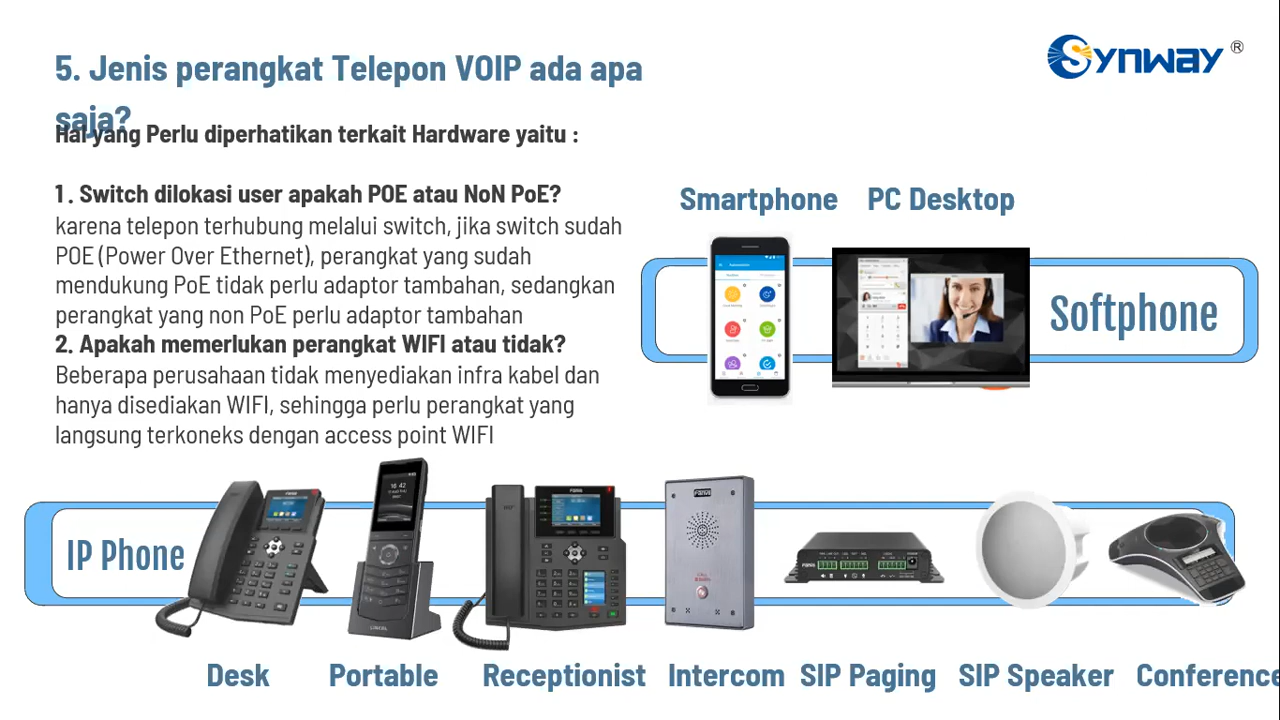 5. Jenis perangkat Telepon VOIP ada apa
saja?
SYNWAY ®
Hal yang Perlu diperhatikan terkait Hardware yaitu :
1. Switch dilokasi user apakah POE atau NoN PoE?
karena telepon terhubung melalui switch, jika switch sudah
POE (Power Over Ethernet), perangkat yang sudah
mendukung PoE tidak perlu adaptor tambahan, sedangkan
perangkat yang non PoE perlu adaptor tambahan
2. Apakah memerlukan perangkat WIFI atau tidak?
Beberapa perusahaan tidak menyediakan infra kabel dan
hanya disediakan WIFI, sehingga perlu perangkat yang
langsung terkoneks dengan access point WIFI
Smartphone PC Desktop
Softphone
IP Phone
16 42
LINKVIL
FANVIL
Desk Portable Receptionist Intercom SIP Paging SIP Speaker Conference